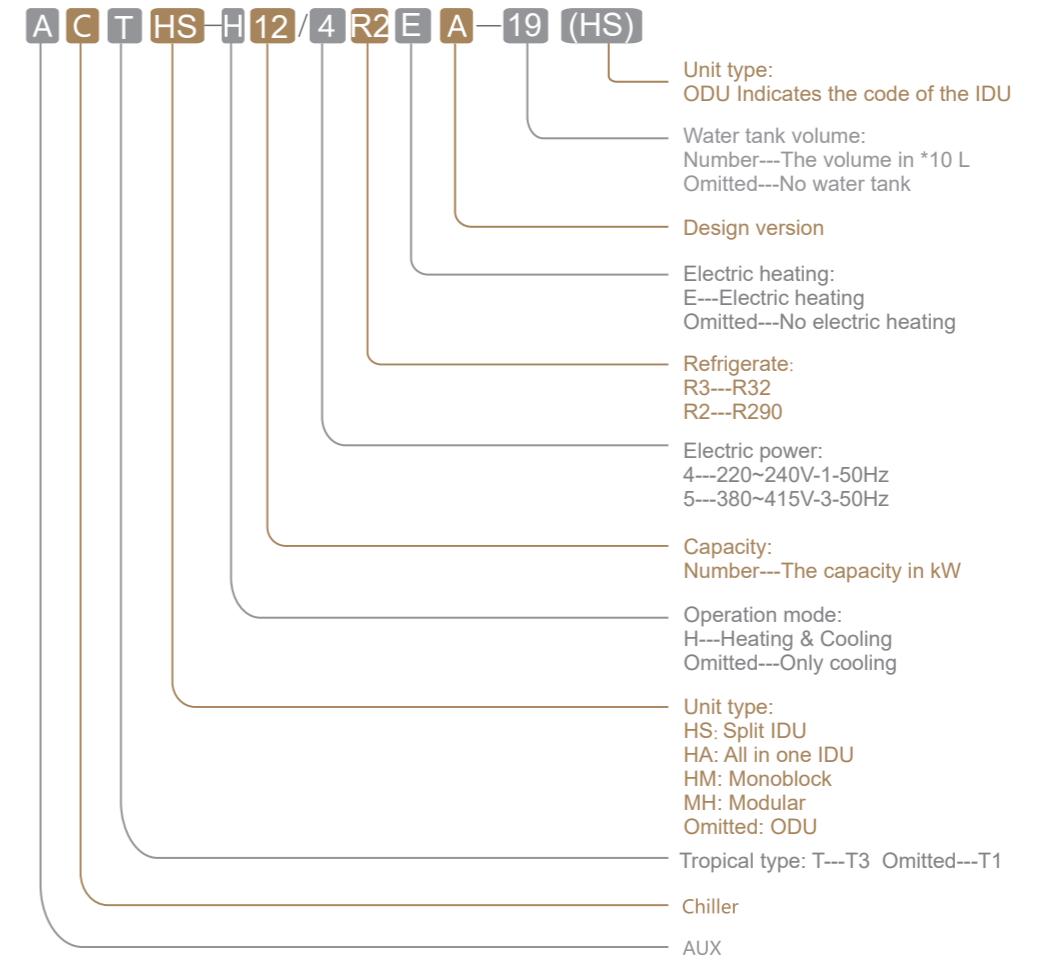 ACTHS-H12/4R2EA-19(HS)
Unit type:
ODU Indicates the code of the IDU
Water tank volume:
Number---The volume in *10 L
Omitted---No water tank
Design version
Electric heating:
E---Electric heating
Omitted---No electric heating
Refrigerate:
R3---R32
R2---R290
Electric power:
4---220~240V-1-50Hz
5---380~415V-3-50Hz
Capacity:
Number---The capacity in kW
Operation mode:
H---Heating & Cooling
Omitted---Only cooling
Unit type:
HS: Split IDU
HA: All in one IDU
HM: Monoblock
MH: Modular
Omitted: ODU
Tropical type: T---T3 Omitted---T1
Chiller
AUX